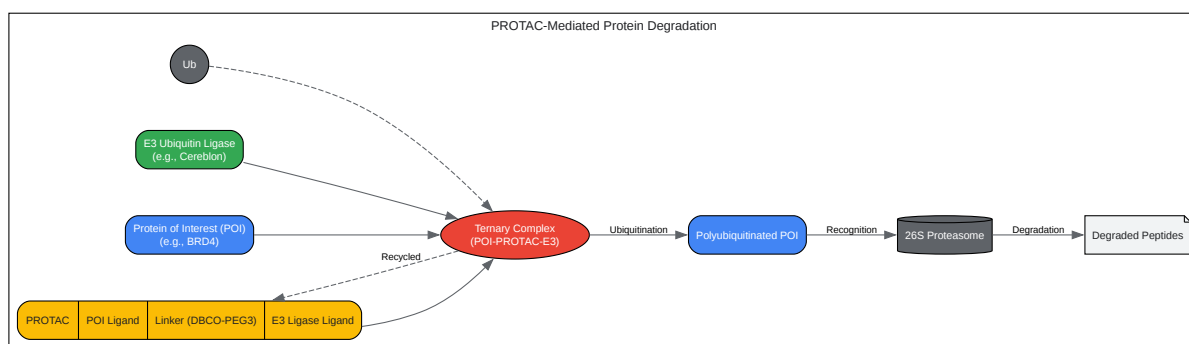 PROTAC-Mediated Protein Degradation
Ub
E3 Ubiquitin Ligase
(e.g., Cereblon)
Protein of Interest (POI)
(e.g., BRD4)
Ternary Complex
(POI-PROTAC-E3)
Ubiquitination
Polyubiquitinated POI
Recognition
26S Proteasome
Degradation
Degraded Peptides
Recycled
PROTAC
POI Ligand
Linker (DBCO-PEG3)
E3 Ligase Ligand